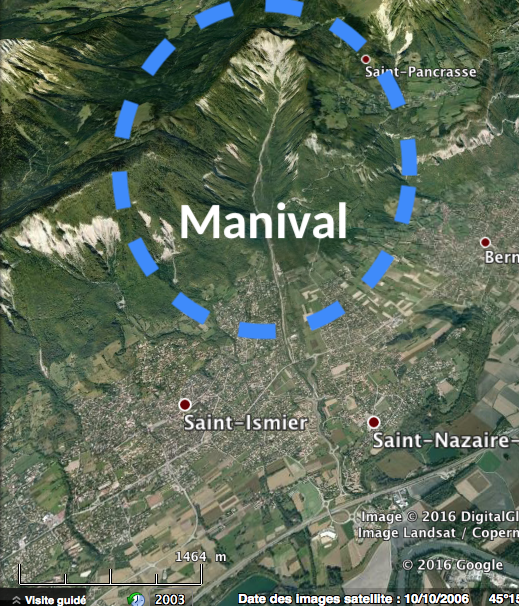 Saint-Pancrasse
Manival
Bern
Saint-Ismier
Saint-Nazaire-
Image © 2016 DigitalGl
Image Landsat / Copern
1464 m
© 2016 Google
Visite guidé
2003
Date des images satellite : 10/10/2006 45°15